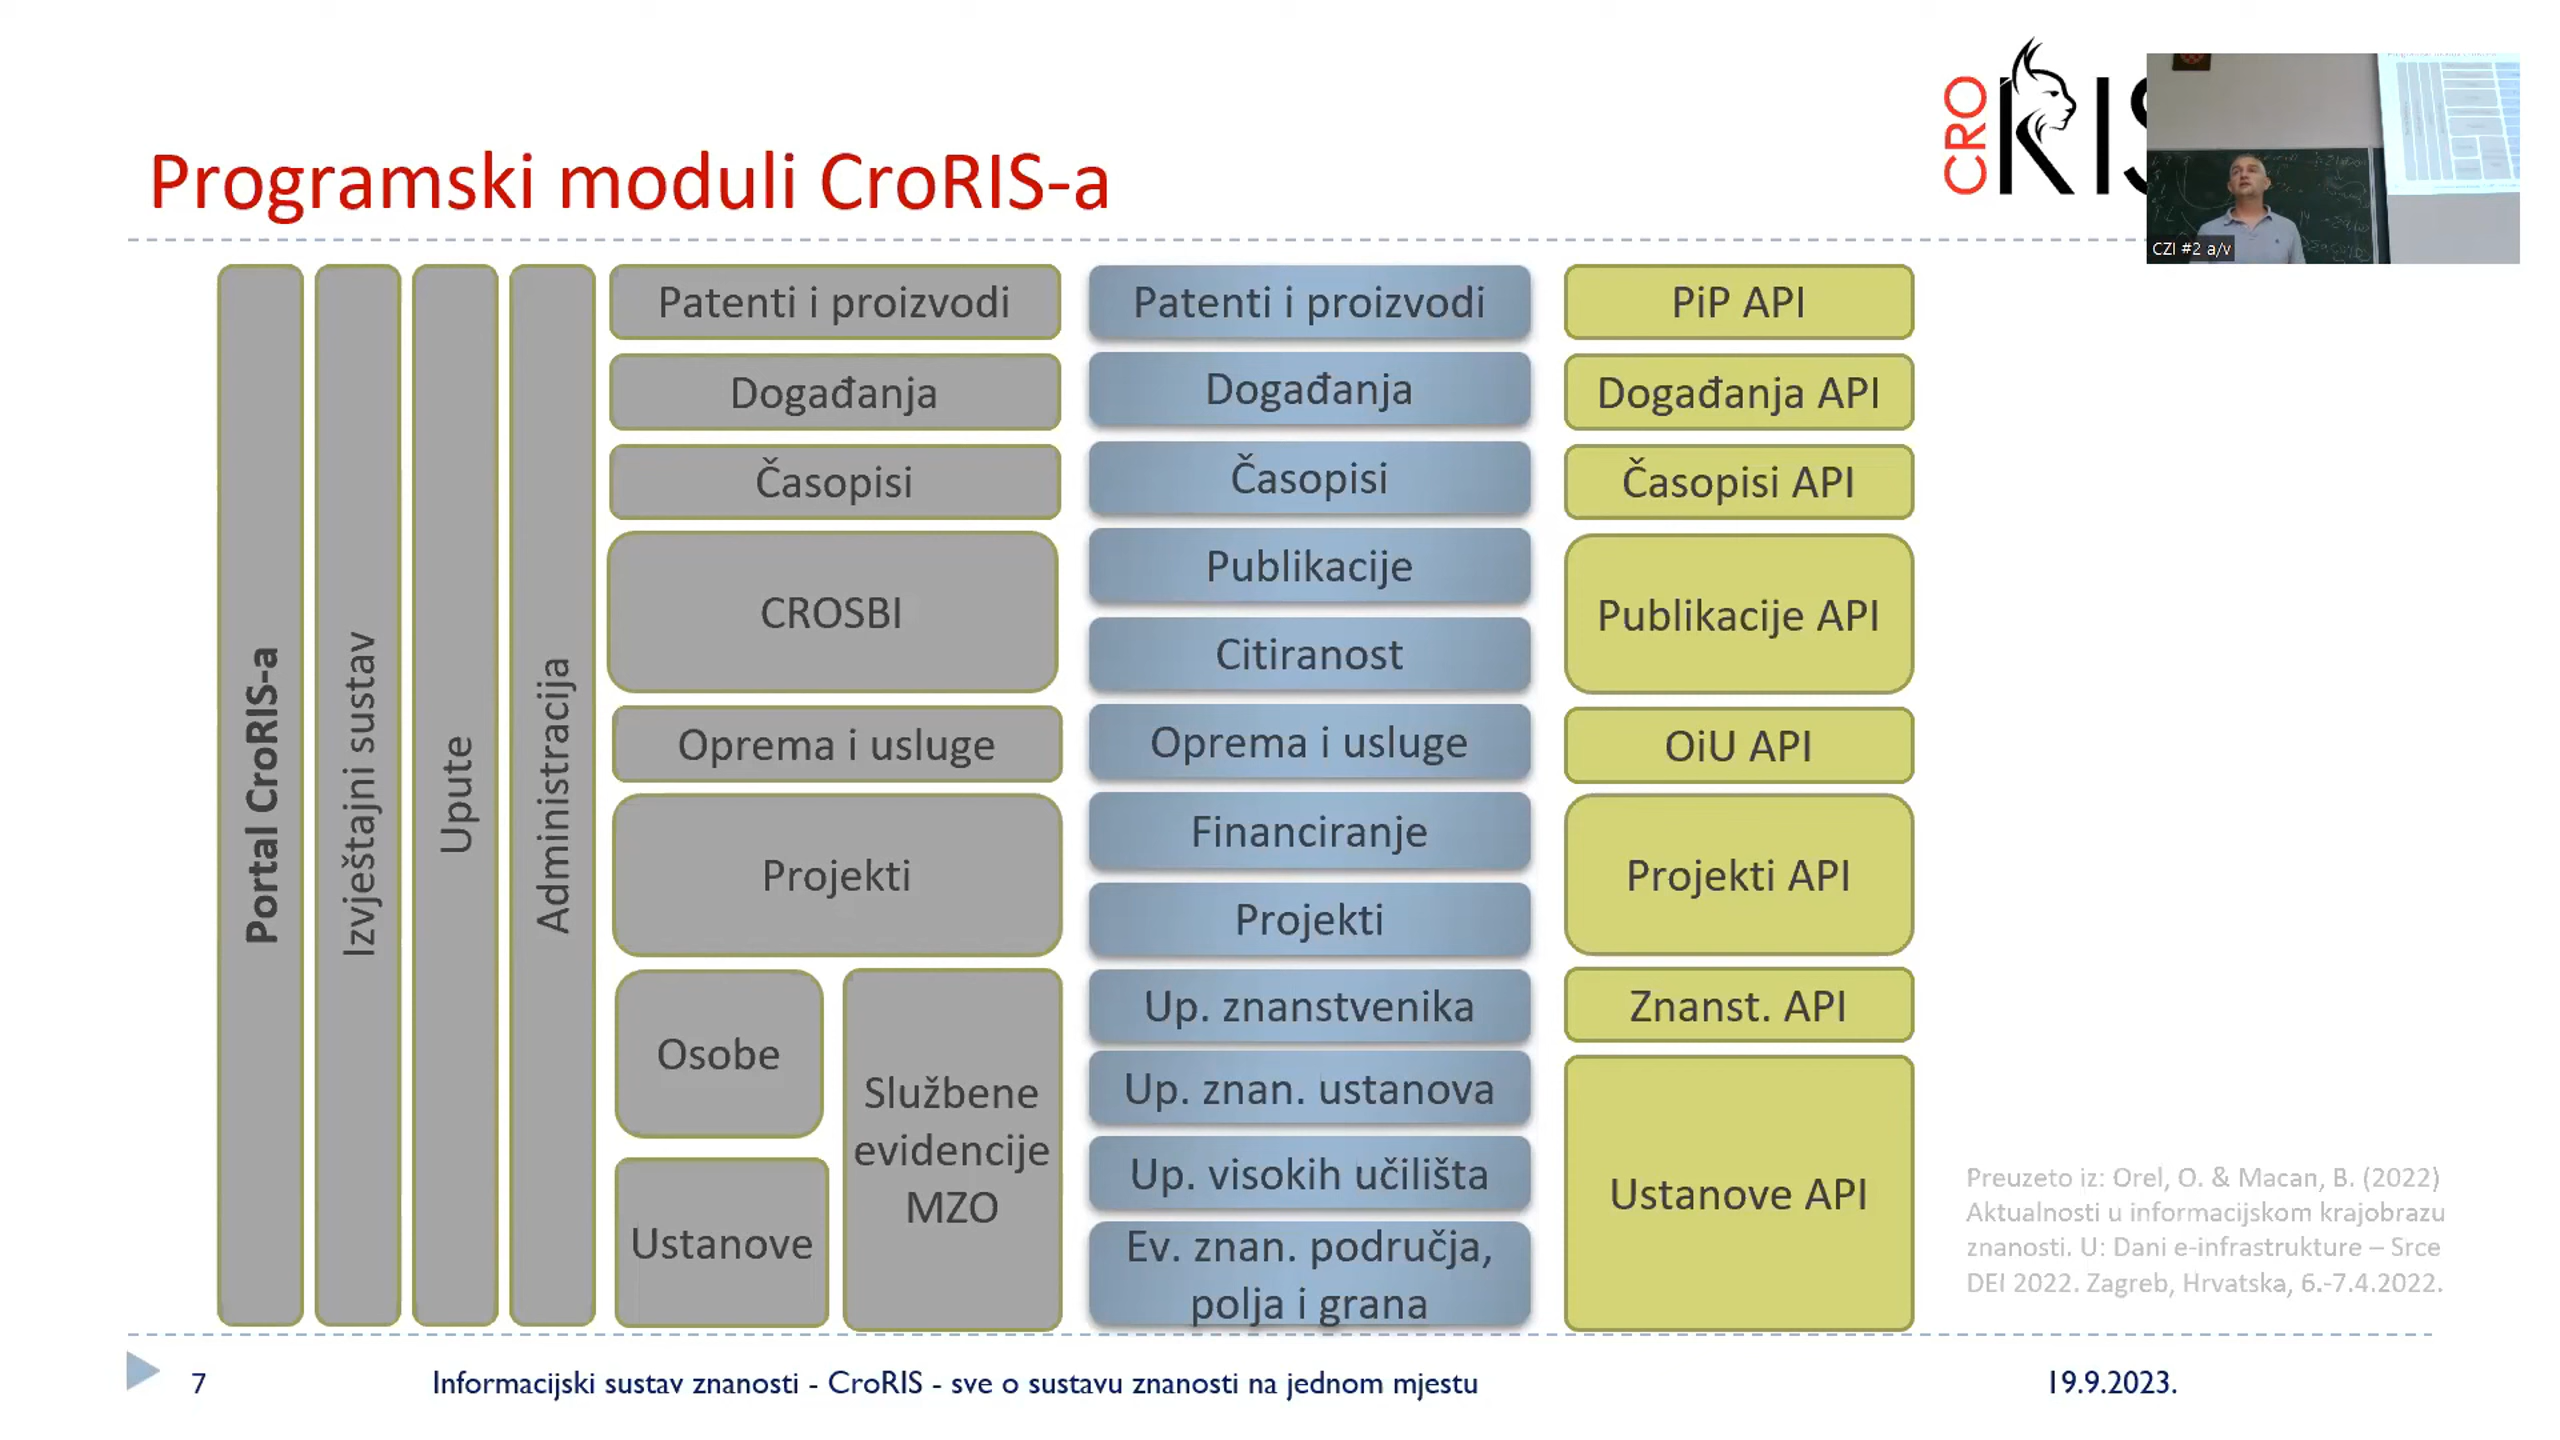 CRO
RIS
Programski moduli CroRIS-a
CZI #2 a/v
Portal CroRIS-a
Izvještajni sustav
Upute
Administracija
Patenti i proizvodi
Događanja
Časopisi
CROSBI
Oprema i usluge
Projekti
Osobe
Ustanove
Službene
evidencije
MZO
Patenti i proizvodi
Događanja
Časopisi
Publikacije
Citiranost
Oprema i usluge
Financiranje
Projekti
Up. znanstvenika
Up. znan. ustanova
Up. visokih učilišta
Ev. znan. područja,
polja i grana
PiP API
Događanja API
Časopisi API
Publikacije API
OiU API
Projekti API
Znanst. API
Ustanove API
Preuzeto iz: Orel, O. & Macan, B. (2022)
Aktualnosti u informacijskom krajobrazu
znanosti. U: Dani e-infrastrukture – Srce
DEI 2022. Zagreb, Hrvatska, 6.-7.4.2022.
7
Informacijski sustav znanosti - CroRIS - sve o sustavu znanosti na jednom mjestu
19.9.2023.